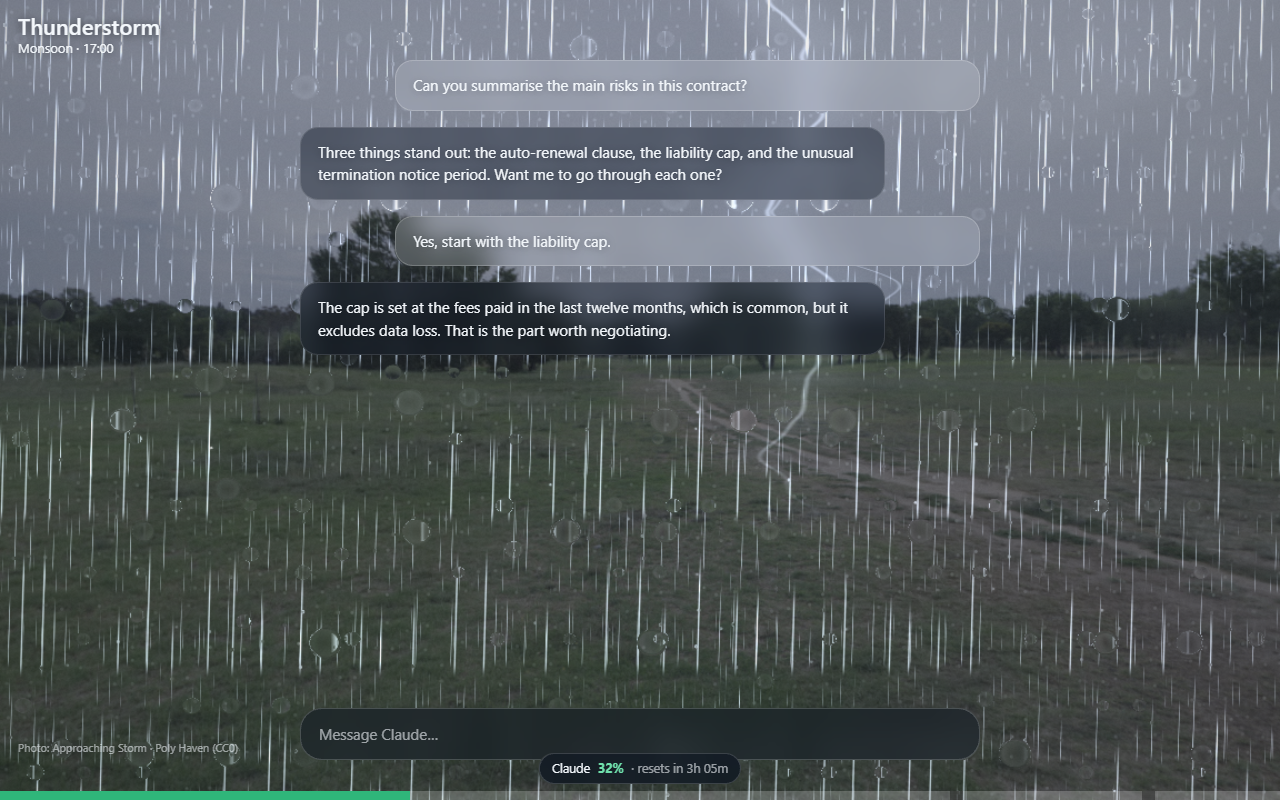 Thunderstorm
Monsoon · 17:00
Can you summarise the main risks in this contract?
Three things stand out: the auto-renewal clause, the liability cap, and the unusual
termination notice period. Want me to go through each one?
Yes, start with the liability cap.
The cap is set at the fees paid in the last twelve months, which is common, but it
excludes data loss. That is the part worth negotiating.
Message Claude...
Photo: Approaching Storm · Poly Haven (CC0)
Claude 32% · resets in 3h 05m